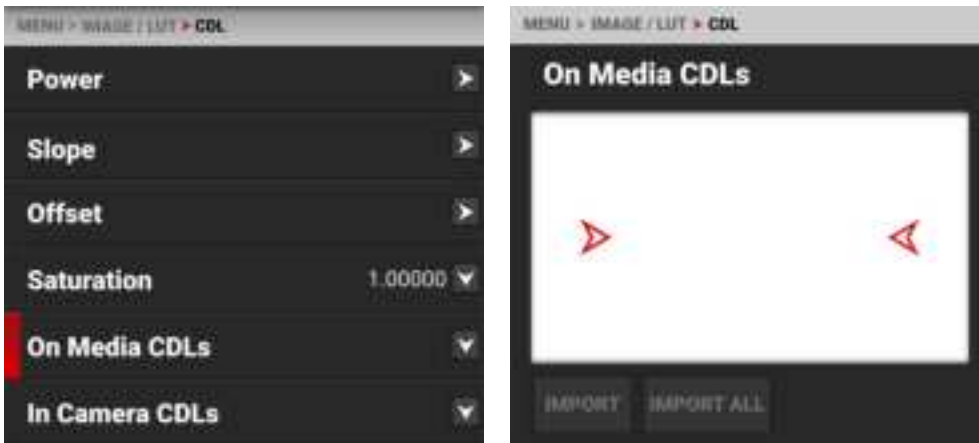 MENU > IMAGE / LUT > CDL
Power
Slope
Offset
Saturation 1.00000
On Media CDLs
In Camera CDLs
MENU > IMAGE / LUT > CDL
On Media CDLs
IMPORT IMPORT ALL